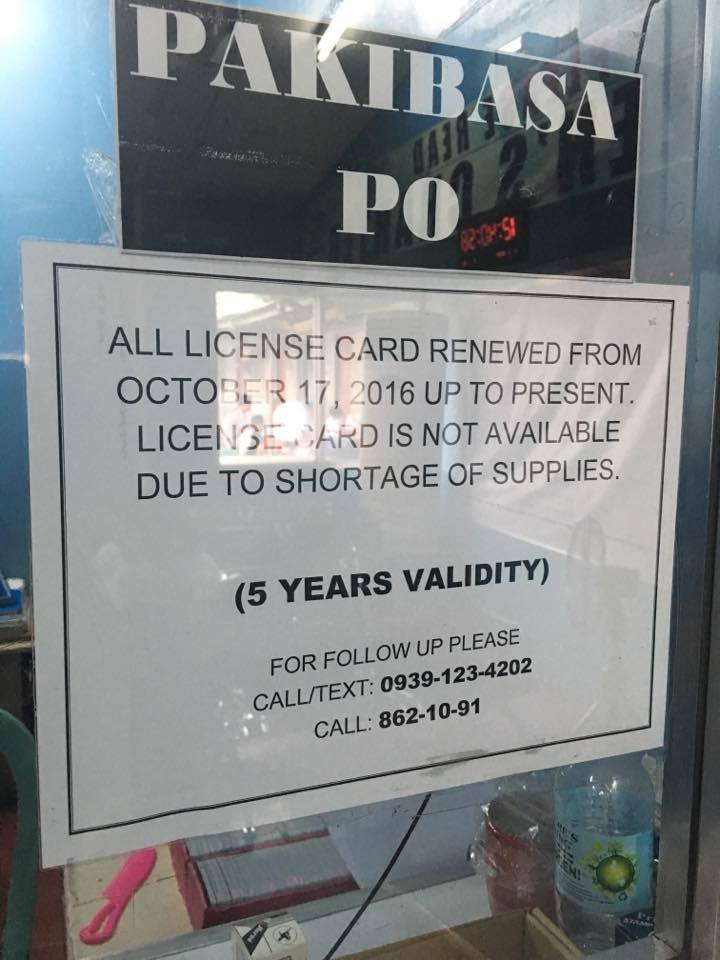 PAKIBASA
PO
ALL LICENSE CARD RENEWED FROM
OCTOBER 17, 2016 UP TO PRESENT.
LICENSE CARD IS NOT AVAILABLE
DUE TO SHORTAGE OF SUPPLIES.
(5 YEARS VALIDITY)
FOR FOLLOW UP PLEASE
CALL/TEXT: 0939-123-4202
CALL: 862-10-91